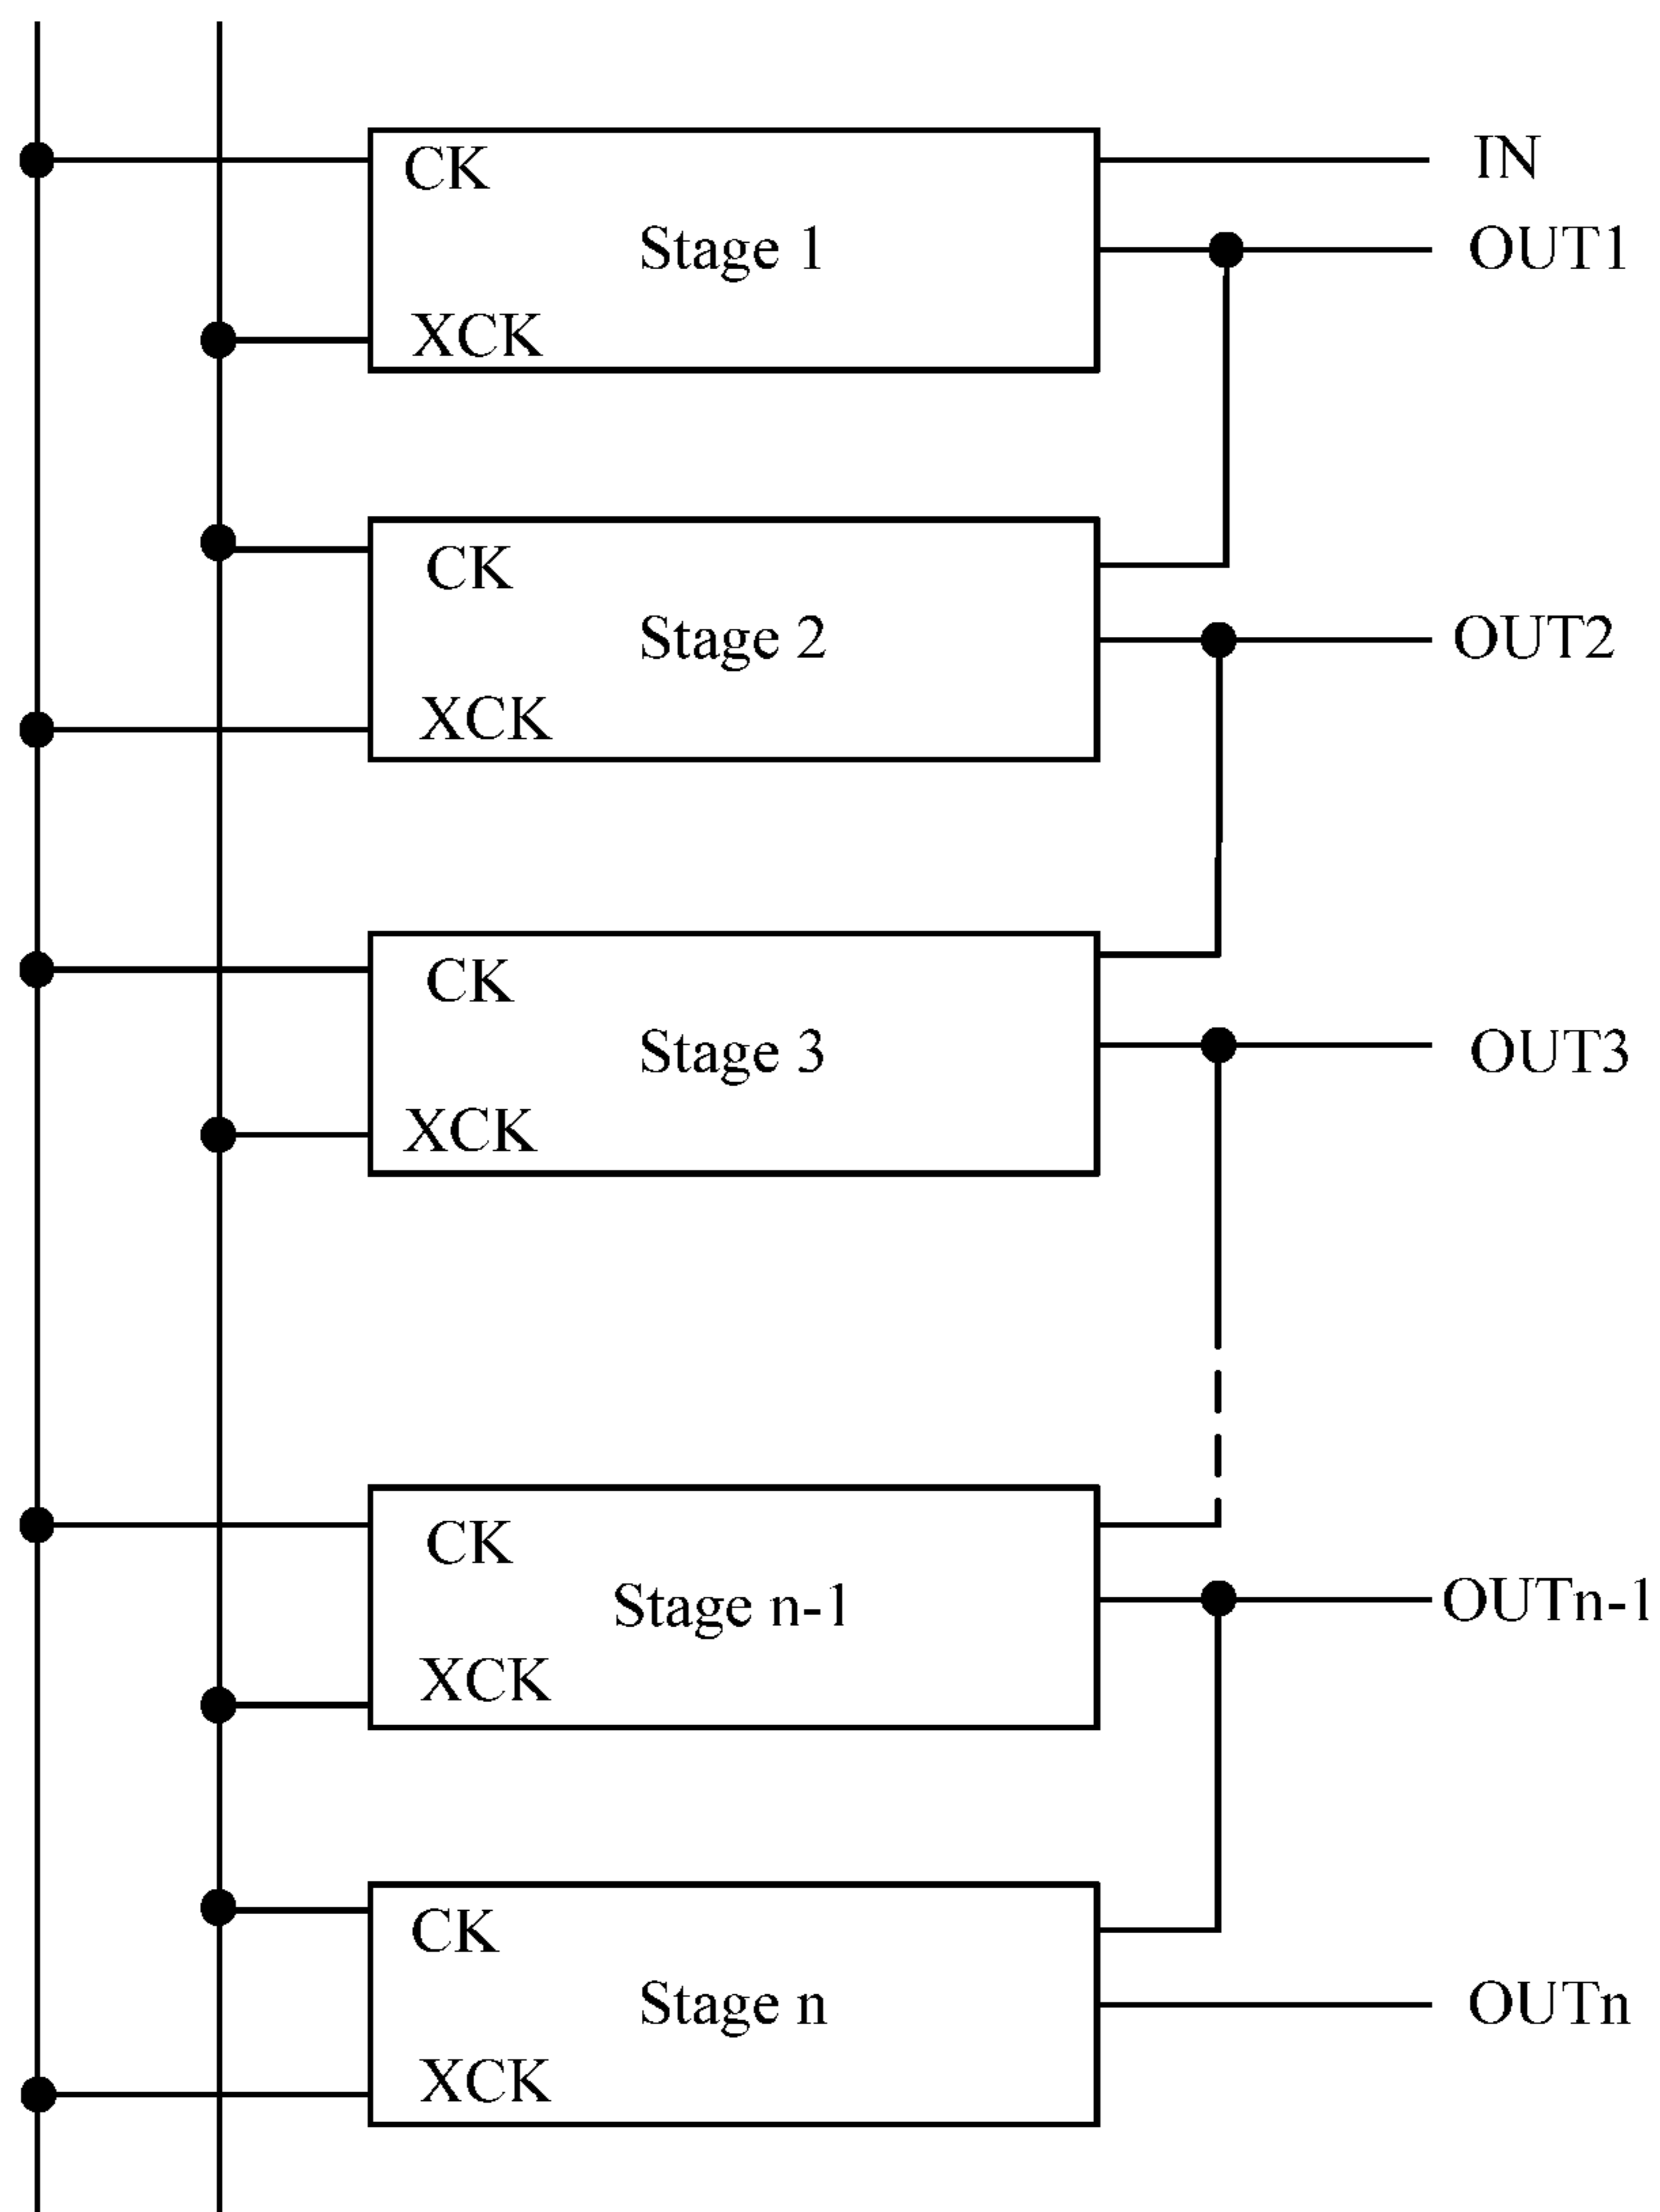 CK
IN
Stage 1
OUT1
XCK
CK
Stage 2
OUT2
XCK
CK
Stage 3
OUT3
XCK
CK
Stage n-1
OUTn-1
XCK
CK
Stage n
OUTn
XCK